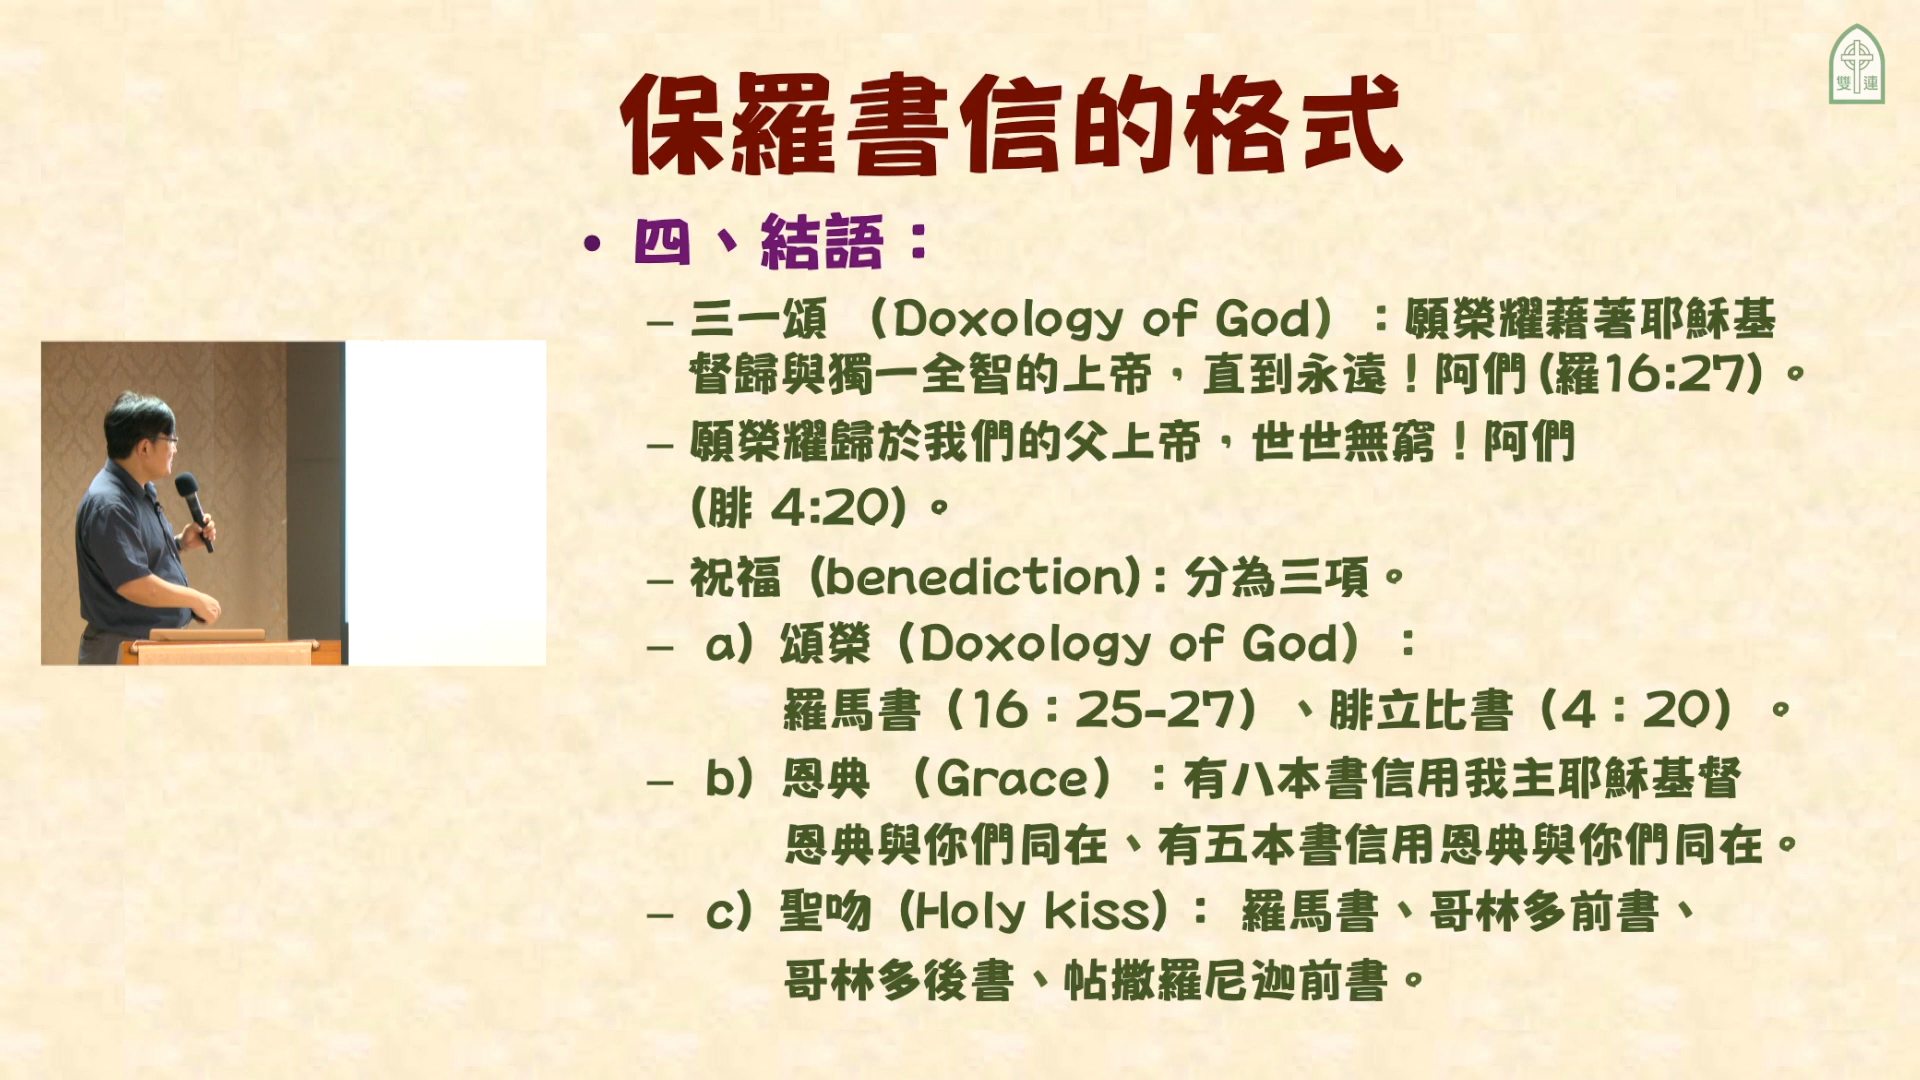 雙連
保羅書信的格式
• 四、結語：
– 三一頌 （Doxology of God）：願榮耀藉著耶穌基
督歸與獨一全智的上帝，直到永遠！阿們(羅16:27)。
– 願榮耀歸於我們的父上帝，世世無窮！阿們
(腓 4:20)。
– 祝福 (benediction)：分為三項。
– a) 頌榮（Doxology of God）：
羅馬書（16：25-27）、腓立比書（4：20）。
– b) 恩典 （Grace）：有八本書信用我主耶穌基督
恩典與你們同在、有五本書信用恩典與你們同在。
– c) 聖吻 (Holy kiss)： 羅馬書、哥林多前書、
哥林多後書、帖撒羅尼迦前書。